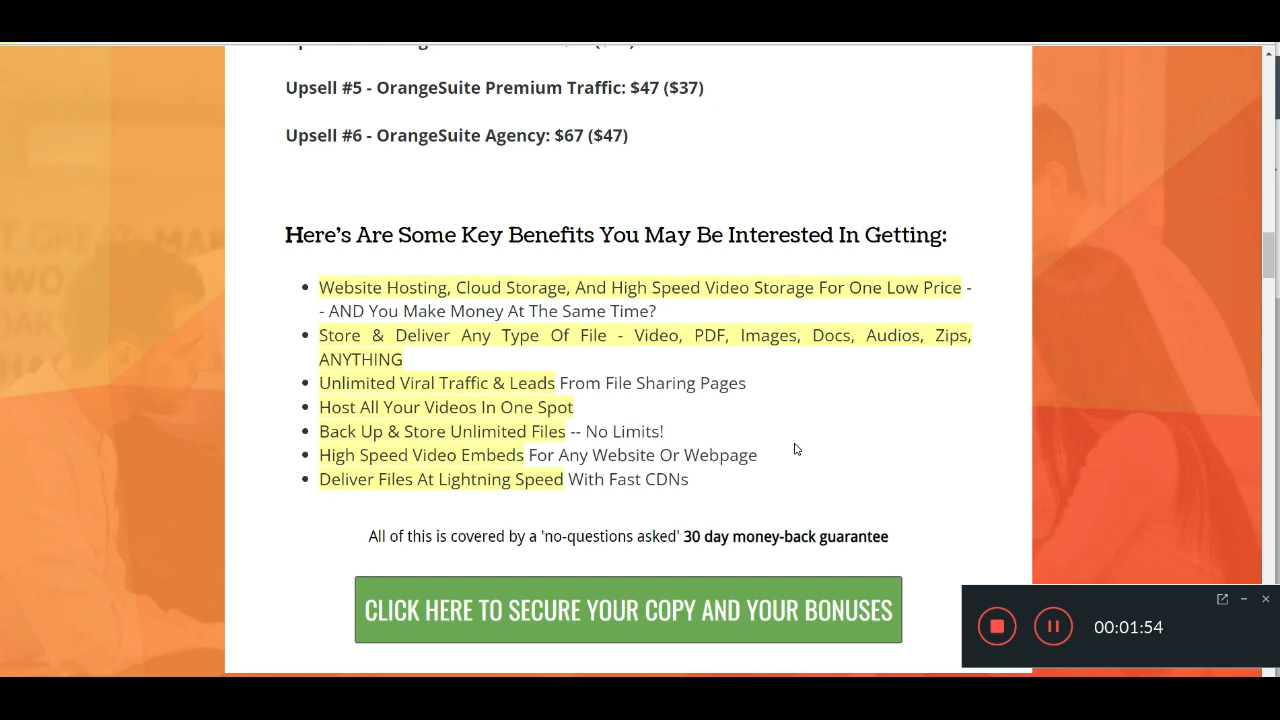 Upsell #5 - OrangeSuite Premium Traffic: $47 ($37)
Upsell #6 - OrangeSuite Agency: $67 ($47)
Here's Are Some Key Benefits You May Be Interested In Getting:
Website Hosting, Cloud Storage, And High Speed Video Storage For One Low Price -
- AND You Make Money At The Same Time?
Store & Deliver Any Type Of File - Video, PDF, Images, Docs, Audios, Zips,
ANYTHING
Unlimited Viral Traffic & Leads From File Sharing Pages
Host All Your Videos In One Spot
Back Up & Store Unlimited Files -- No Limits!
High Speed Video Embeds For Any Website Or Webpage
Deliver Files At Lightning Speed With Fast CDNs
All of this is covered by a 'no-questions asked' 30 day money-back guarantee
CLICK HERE TO SECURE YOUR COPY AND YOUR BONUSES
00:01:54